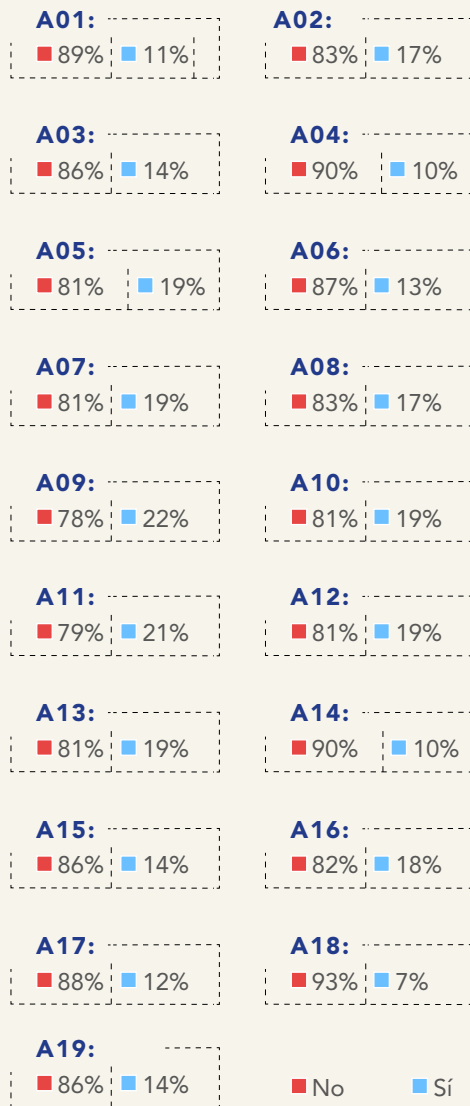 A01: A02:
89% 11% 83% 17%
A03: A04:
86% 14% 90% 10%
A05: A06:
81% 19% 87% 13%
A07: A08:
81% 19% 83% 17%
A09: A10:
78% 22% 81% 19%
A11: A12:
79% 21% 81% 19%
A13: A14:
81% 19% 90% 10%
A15: A16:
86% 14% 82% 18%
A17: A18:
88% 12% 93% 7%
A19:
86% 14% No Sí